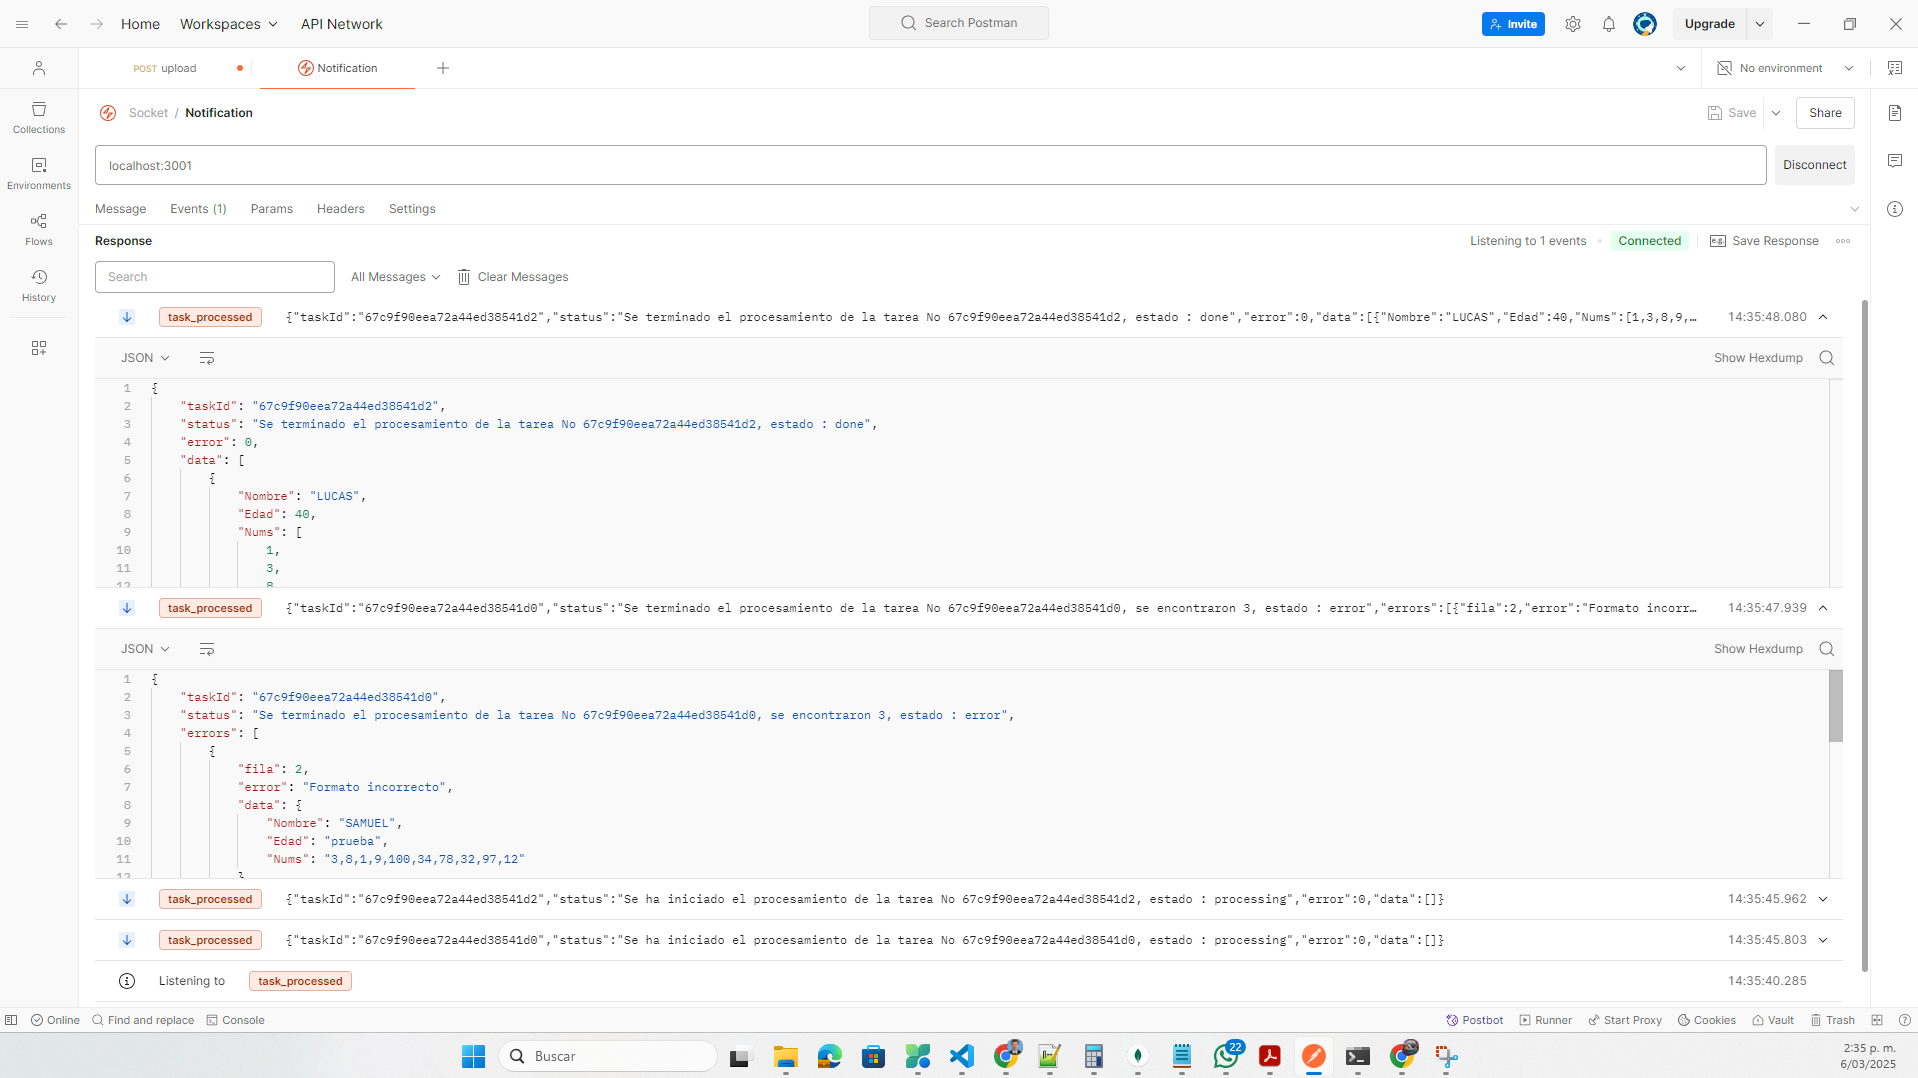 Home Workspaces API Network Search Postman Invite Upgrade
POST upload Notification No environment
Socket / Notification Save Share
Collections
localhost:3001 Disconnect
Environments
Message Events (1) Params Headers Settings
Flows
Response Listening to 1 events Connected Save Response
Search All Messages Clear Messages
History
task_processed {"taskId":"67c9f90eea72a44ed38541d2","status":"Se terminado el procesamiento de la tarea No 67c9f90eea72a44ed38541d2, estado : done","error":0,"data":[{"Nombre":"LUCAS","Edad":40,"Nums":[1,3,8,9,… 14:35:48.080
JSON Show Hexdump
1 {
2 "taskId": "67c9f90eea72a44ed38541d2",
3 "status": "Se terminado el procesamiento de la tarea No 67c9f90eea72a44ed38541d2, estado : done",
4 "error": 0,
5 "data": [
6 {
7 "Nombre": "LUCAS",
8 "Edad": 40,
9 "Nums": [
10 1,
11 3,
12 8
task_processed {"taskId":"67c9f90eea72a44ed38541d0","status":"Se terminado el procesamiento de la tarea No 67c9f90eea72a44ed38541d0, se encontraron 3, estado : error","errors":[{"fila":2,"error":"Formato incorr… 14:35:47.939
JSON Show Hexdump
1 {
2 "taskId": "67c9f90eea72a44ed38541d0",
3 "status": "Se terminado el procesamiento de la tarea No 67c9f90eea72a44ed38541d0, se encontraron 3, estado : error",
4 "errors": [
5 {
6 "fila": 2,
7 "error": "Formato incorrecto",
8 "data": {
9 "Nombre": "SAMUEL",
10 "Edad": "prueba",
11 "Nums": "3,8,1,9,100,34,78,32,97,12"
12 }
task_processed {"taskId":"67c9f90eea72a44ed38541d2","status":"Se ha iniciado el procesamiento de la tarea No 67c9f90eea72a44ed38541d2, estado : processing","error":0,"data":[]} 14:35:45.962
task_processed {"taskId":"67c9f90eea72a44ed38541d0","status":"Se ha iniciado el procesamiento de la tarea No 67c9f90eea72a44ed38541d0, estado : processing","error":0,"data":[]} 14:35:45.803
Listening to task_processed 14:35:40.285
Online Find and replace Console Postbot Runner Start Proxy Cookies Vault Trash
Buscar 22 2:35 p. m.
6/03/2025